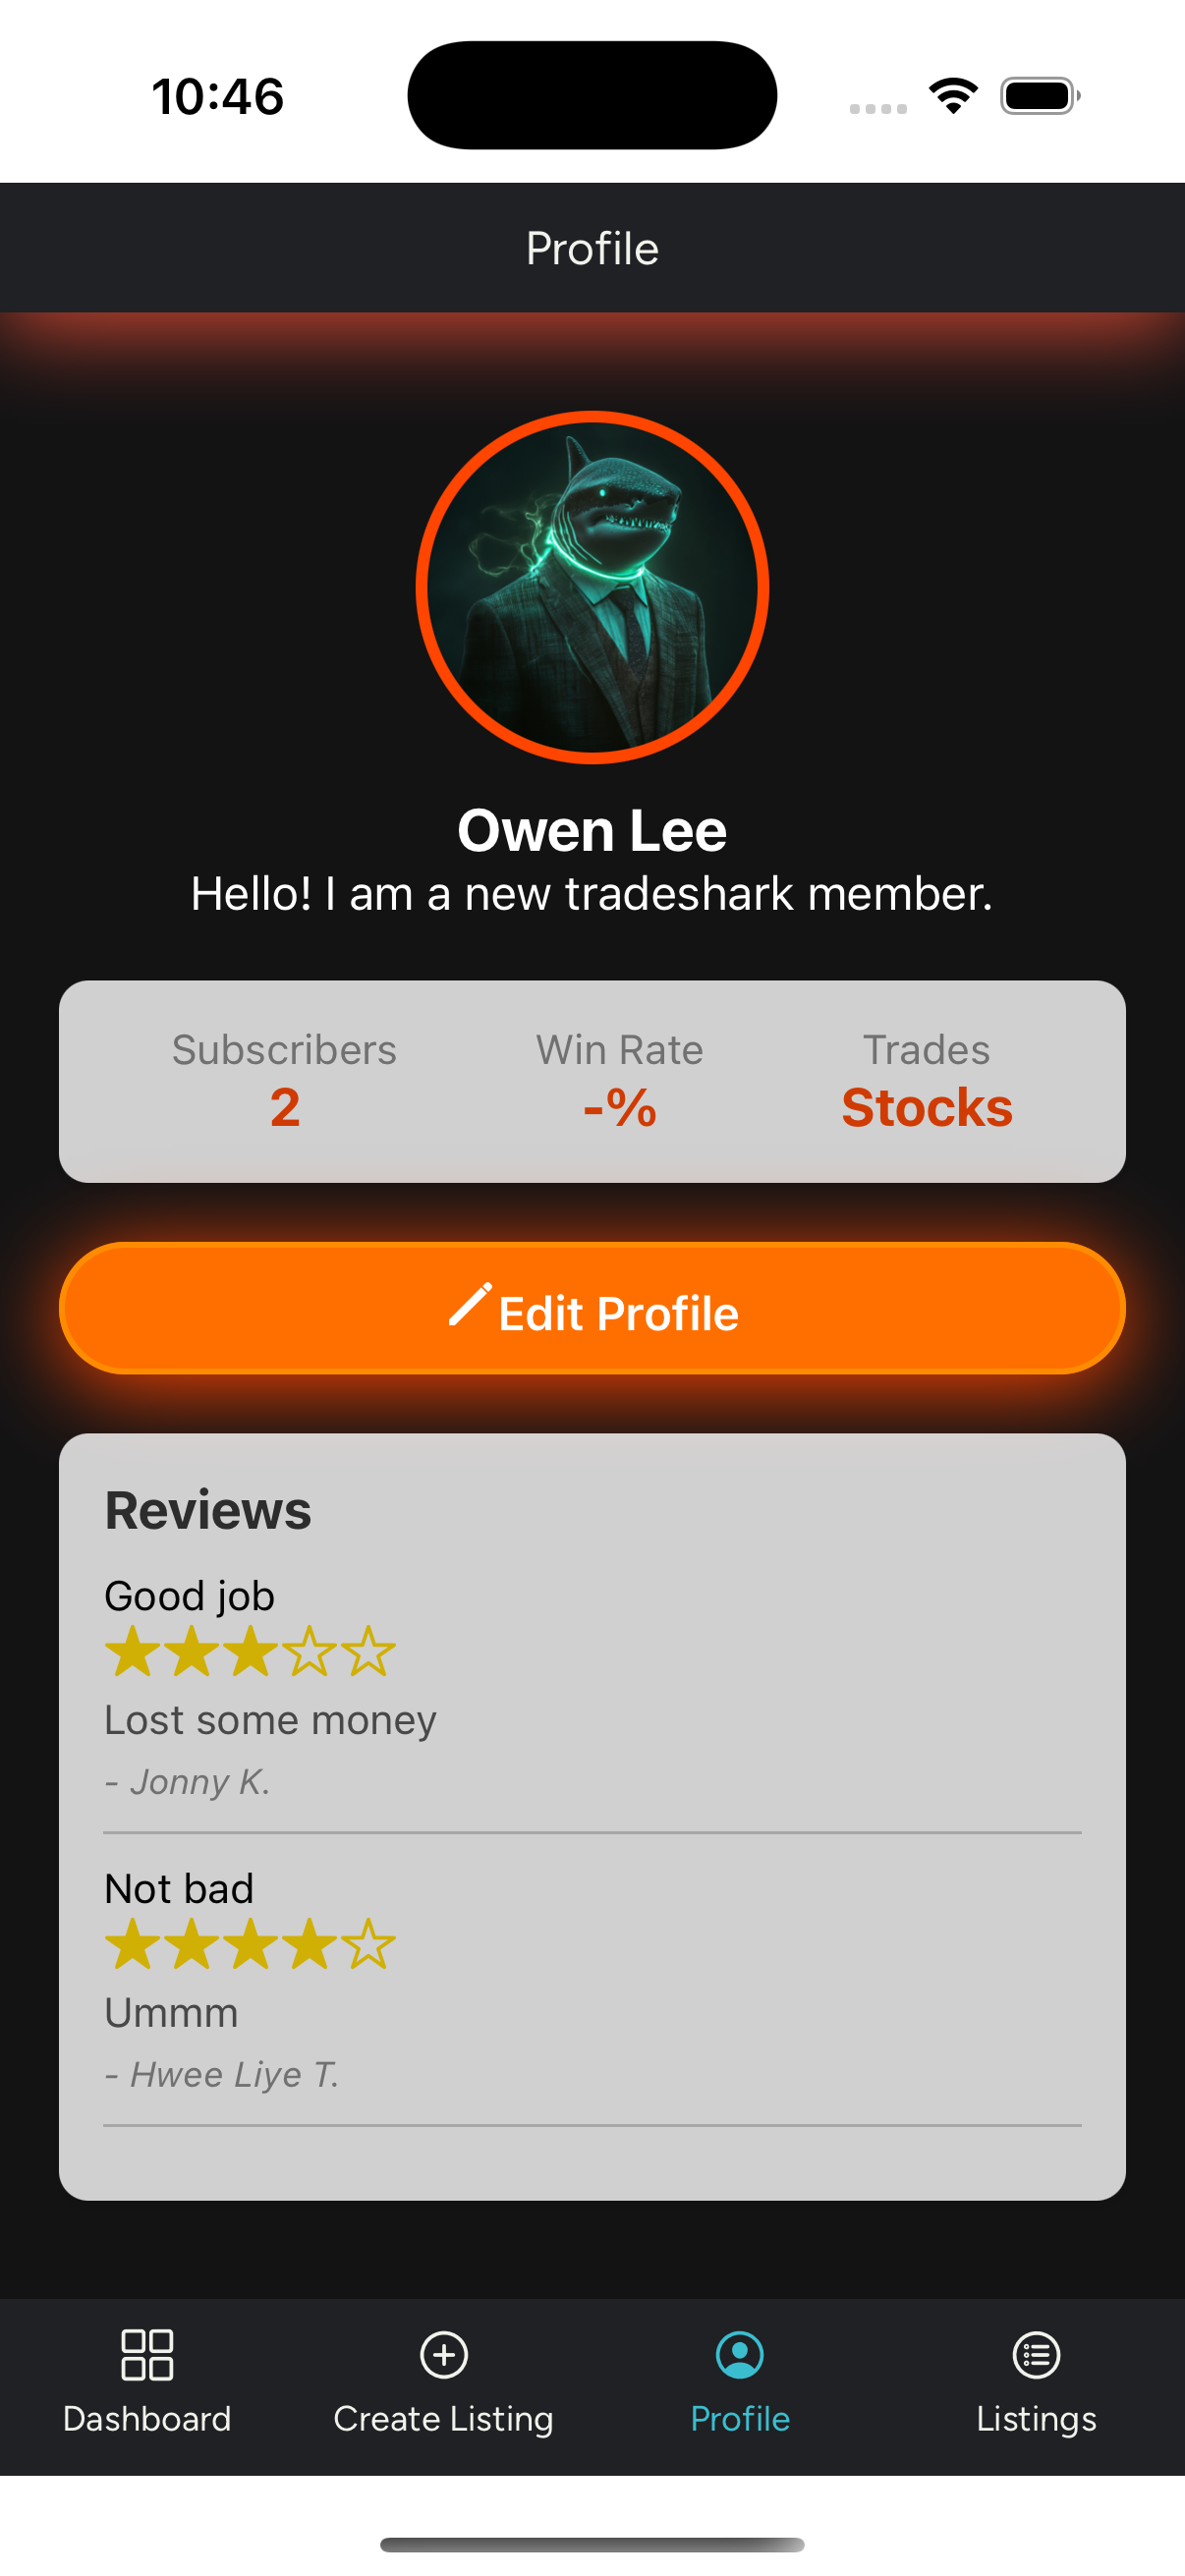 10:46
Profile
Owen Lee
Hello! I am a new tradeshark member.
Subscribers Win Rate Trades
2 -% Stocks
Edit Profile
Reviews
Good job
Lost some money
- Jonny K.
Not bad
Ummm
- Hwee Liye T.
Dashboard Create Listing Profile Listings